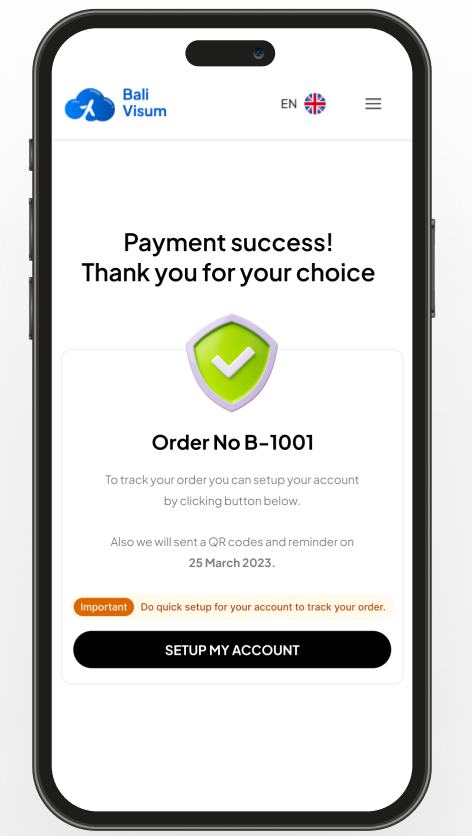 Bali
Visum
EN
Payment success!
Thank you for your choice
Order No B-1001
To track your order you can setup your account
by clicking button below.
Also we will sent a QR codes and reminder on
25 March 2023.
Important Do quick setup for your account to track your order.
SETUP MY ACCOUNT